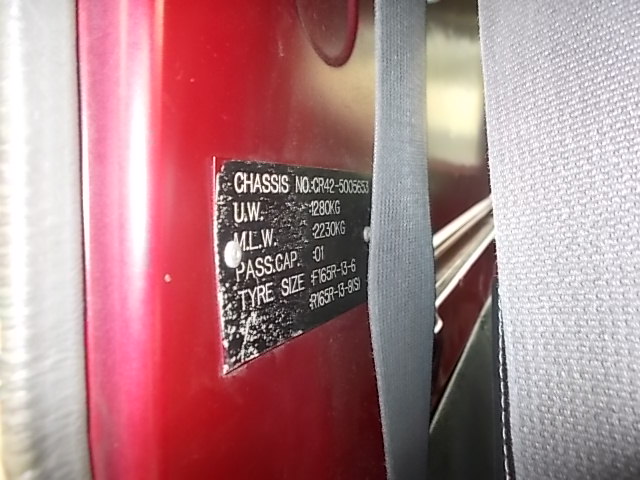 CHASSIS NO.:CR42-5005653
U.W. :1280KG
M.L.W. :2230KG
PASS.CAP. :01
TYRE SIZE :F165R-13-6
:R165R-13-8(S)